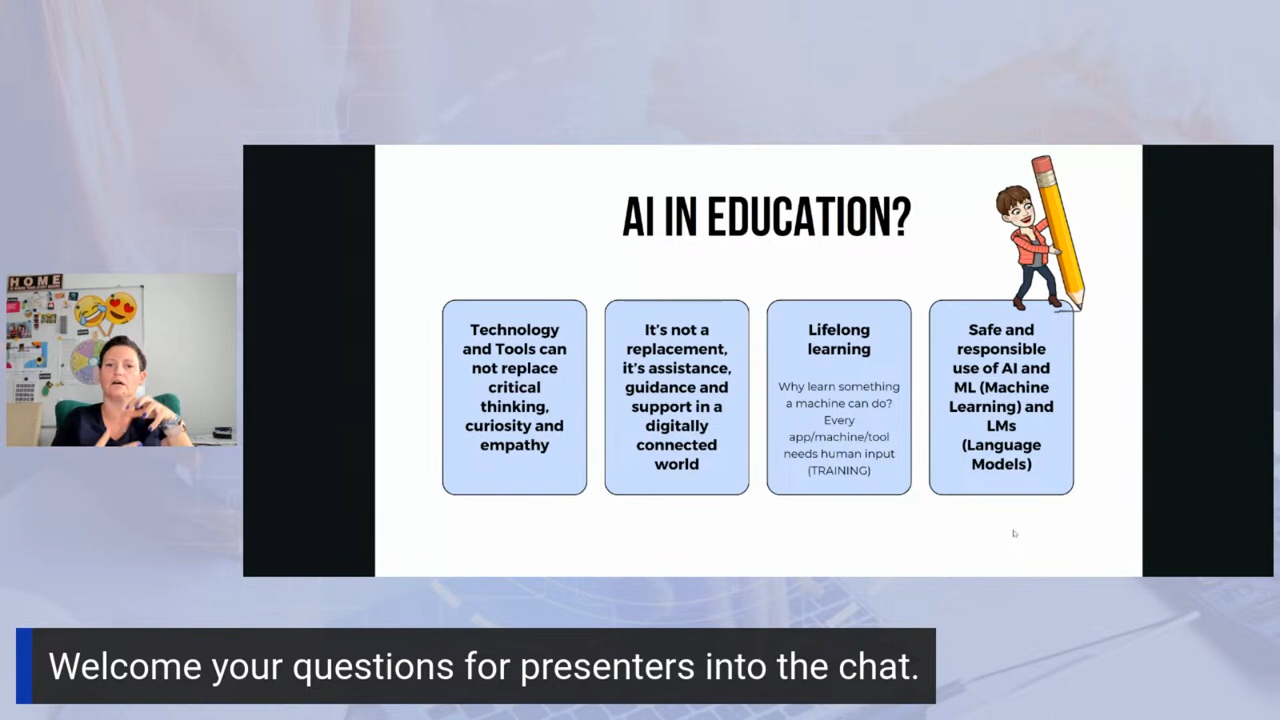 HOME
AI IN EDUCATION?
Technology
and Tools can
not replace
critical
thinking,
curiosity and
empathy
It's not a
replacement,
it's assistance,
guidance and
support in a
digitally
connected
world
Lifelong
learning
Why learn something
a machine can do?
Every
app/machine/tool
needs human input
(TRAINING)
Safe and
responsible
use of AI and
ML (Machine
Learning) and
LMs
(Language
Models)
Welcome your questions for presenters into the chat.